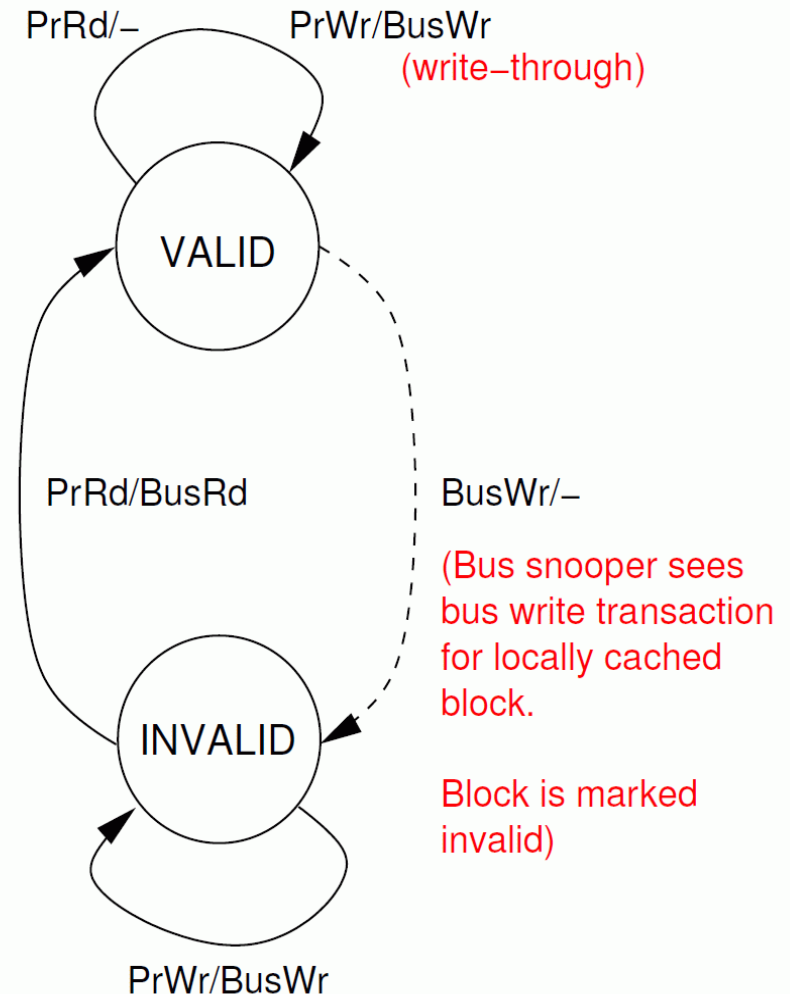 PrRd/–
PrWr/BusWr
(write–through)
VALID
PrRd/BusRd
BusWr/–
(Bus snooper sees
bus write transaction
for locally cached
block.
Block is marked
invalid)
INVALID
PrWr/BusWr